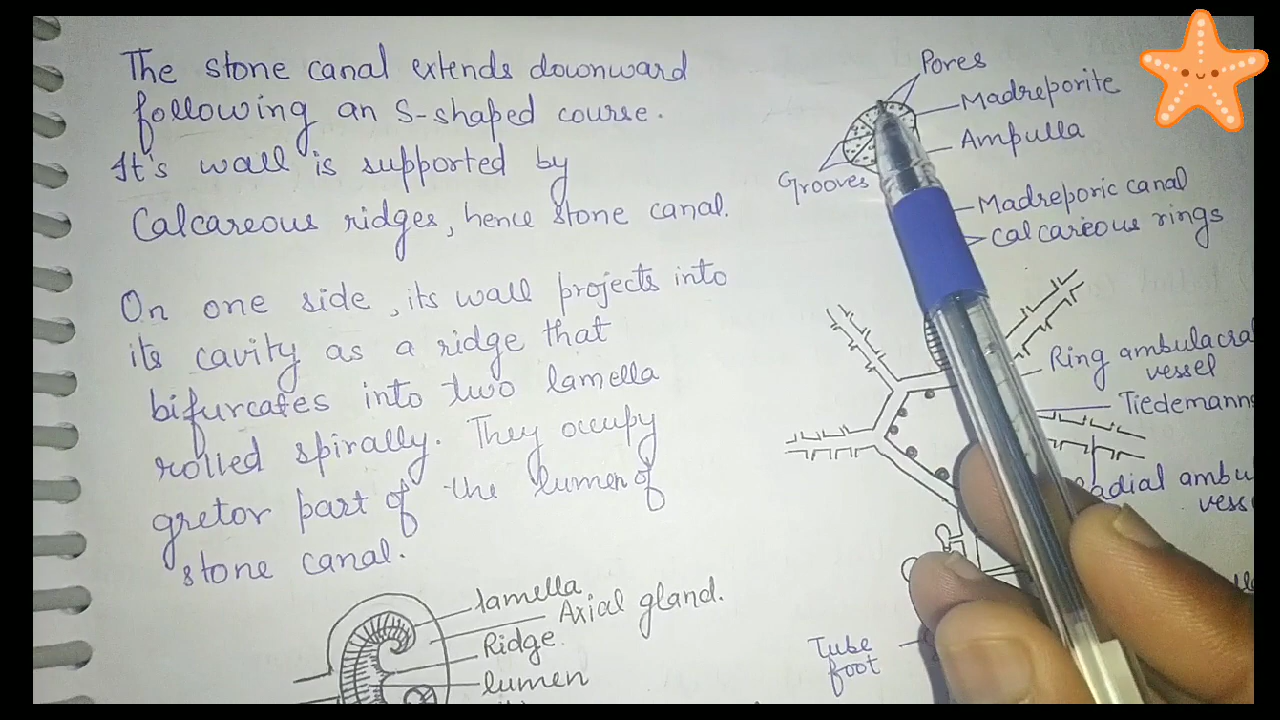 The stone canal extends downward
following an S-shaped course.
It's wall is supported by
Calcareous ridges, hence stone canal.
On one side, its wall projects into
its cavity as a ridge that
bifurcates into two lamella
rolled spirally. They occupy
gretor part of the lumen of
stone canal.
lamella
Axial gland.
Ridge
lumen
Pores
Madreporite
Ampulla
Grooves
Madreporic canal
Calcareous rings
Ring ambulacral
vessel
Tiedemanns
Radial
Tube
foot